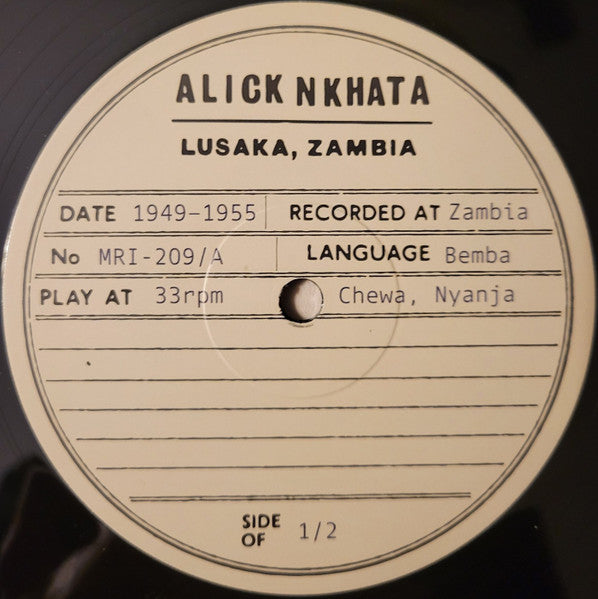 ALICK NKHATA
LUSAKA, ZAMBIA
DATE 1949-1955 RECORDED AT Zambia
No MRI-209/A LANGUAGE Bemba
PLAY AT 33rpm Chewa, Nyanja
SIDE
OF 1/2